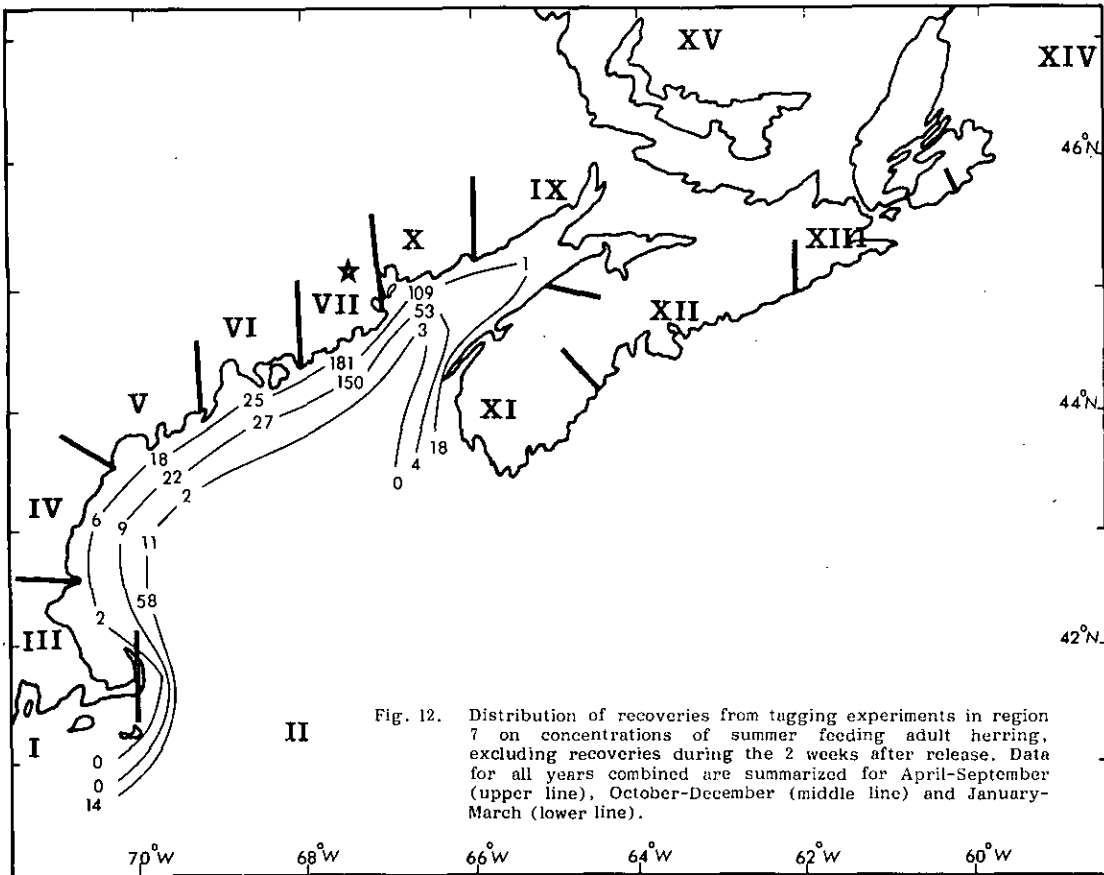 XV
XIV
46°N
IX
X
XIII
1
VII
109
53
XII
VI
3
181
150
44°N
25
V
27
XI
18
18
4
22
0
2
IV
6
9
11
58
2
III
42°N
I
II
0
0
14
Fig. 12. Distribution of recoveries from tagging experiments in region
7 on concentrations of summer feeding adult herring,
excluding recoveries during the 2 weeks after release. Data
for all years combined are summarized for April-September
(upper line), October-December (middle line) and January-
March (lower line).
70°W 68°W 66°W 64°W 62°W 60°W